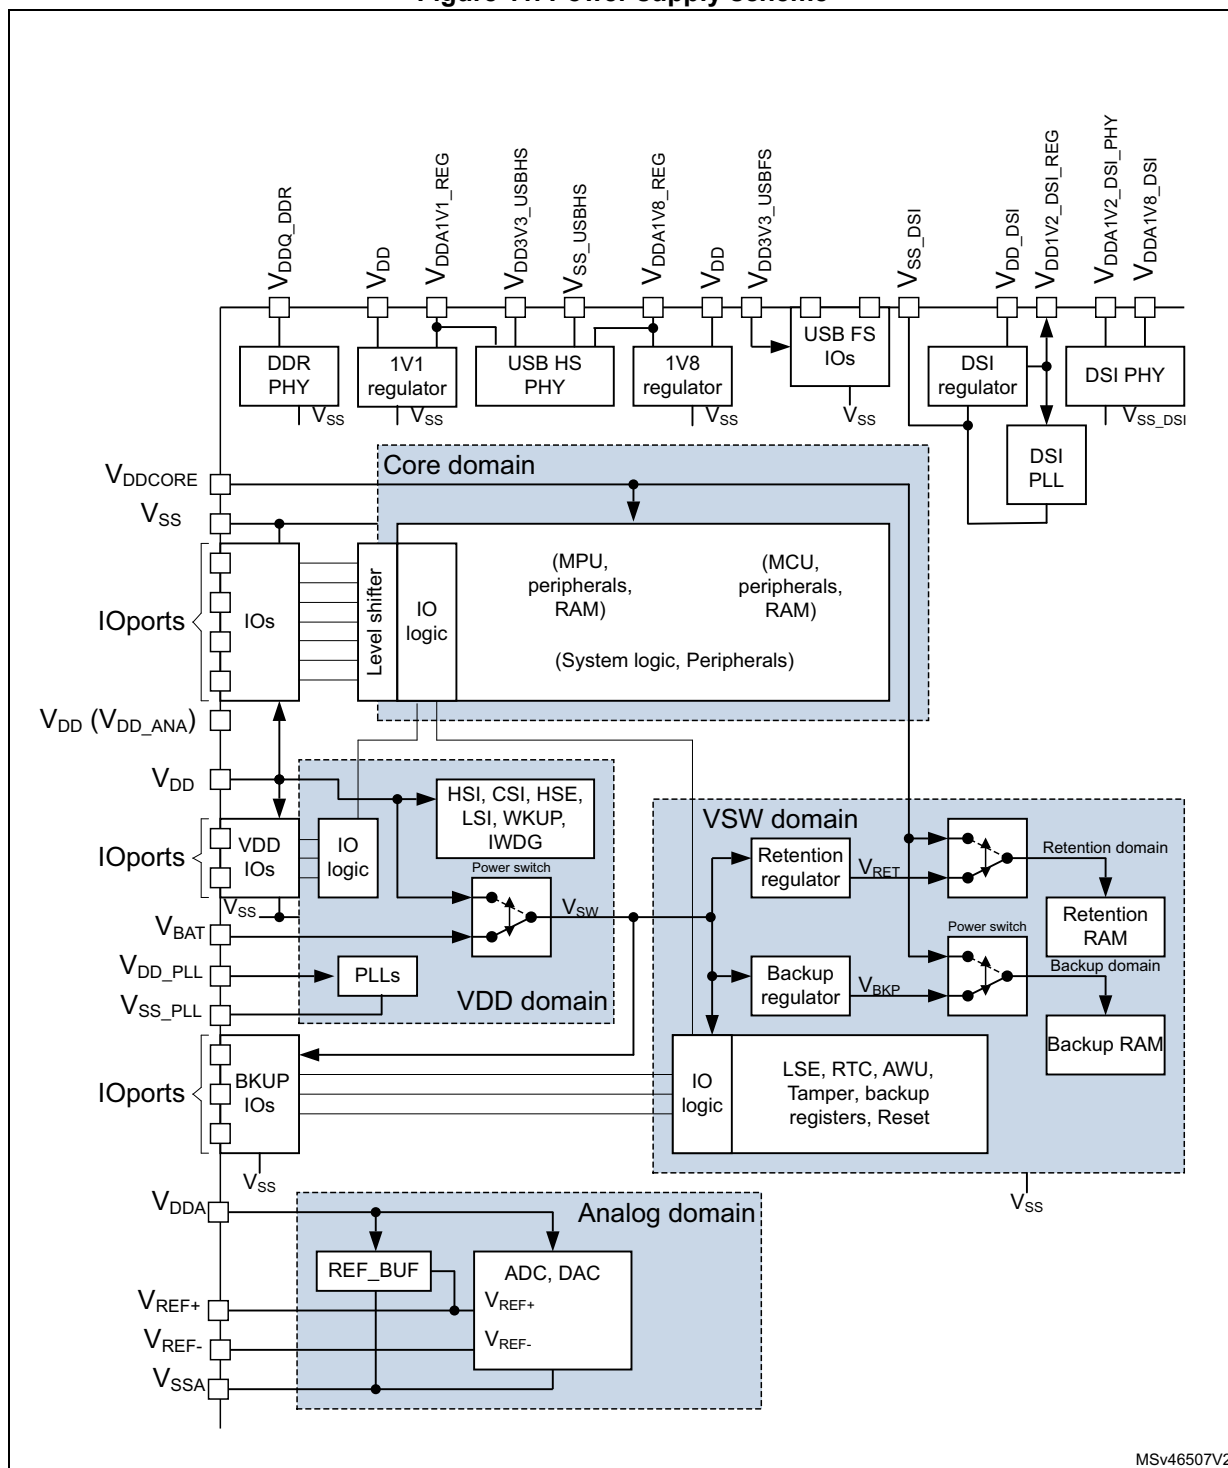 VDDQ_DDR
VDD
VDDA1V1_REG
VDD3V3_USBHS
VSS_USBHS
VDDA1V8_REG
VDD
VDD3V3_USBFS
VSS_DSI
VDD_DSI
VDD1V2_DSI_REG
VDDA1V2_DSI_PHY
VDDA1V8_DSI
DDR
PHY
VSS
1V1
regulator
VSS
USB HS
PHY
1V8
regulator
VSS
USB FS
IOs
VSS
DSI
regulator
DSI PHY
VSS_DSI
DSI
PLL
Core domain
VDDCORE
VSS
IOports
IOs
Level shifter
IO
logic
(MPU,
peripherals,
RAM)
(MCU,
peripherals,
RAM)
(System logic, Peripherals)
VDD (VDD_ANA)
VDD
IOports
VDD
IOs
VSS
IO
logic
HSI, CSI, HSE,
LSI, WKUP,
IWDG
Power switch
VSW
VBAT
VDD_PLL
PLLs
VDD domain
VSS_PLL
VSW domain
Retention
regulator
VRET
Retention domain
Retention
RAM
Power switch
Backup
regulator
VBKP
Backup domain
Backup RAM
IOports
BKUP
IOs
VSS
IO
logic
LSE, RTC, AWU,
Tamper, backup
registers, Reset
VSS
VDDA
Analog domain
REF_BUF
ADC, DAC
VREF+
VREF-
VREF+
VREF-
VSSA
MSv46507V2